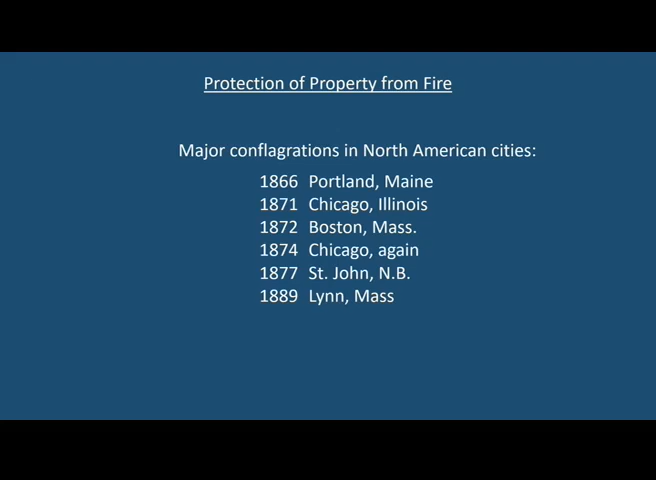 Protection of Property from Fire
Major conflagrations in North American cities:
1866 Portland, Maine
1871 Chicago, Illinois
1872 Boston, Mass.
1874 Chicago, again
1877 St. John, N.B.
1889 Lynn, Mass